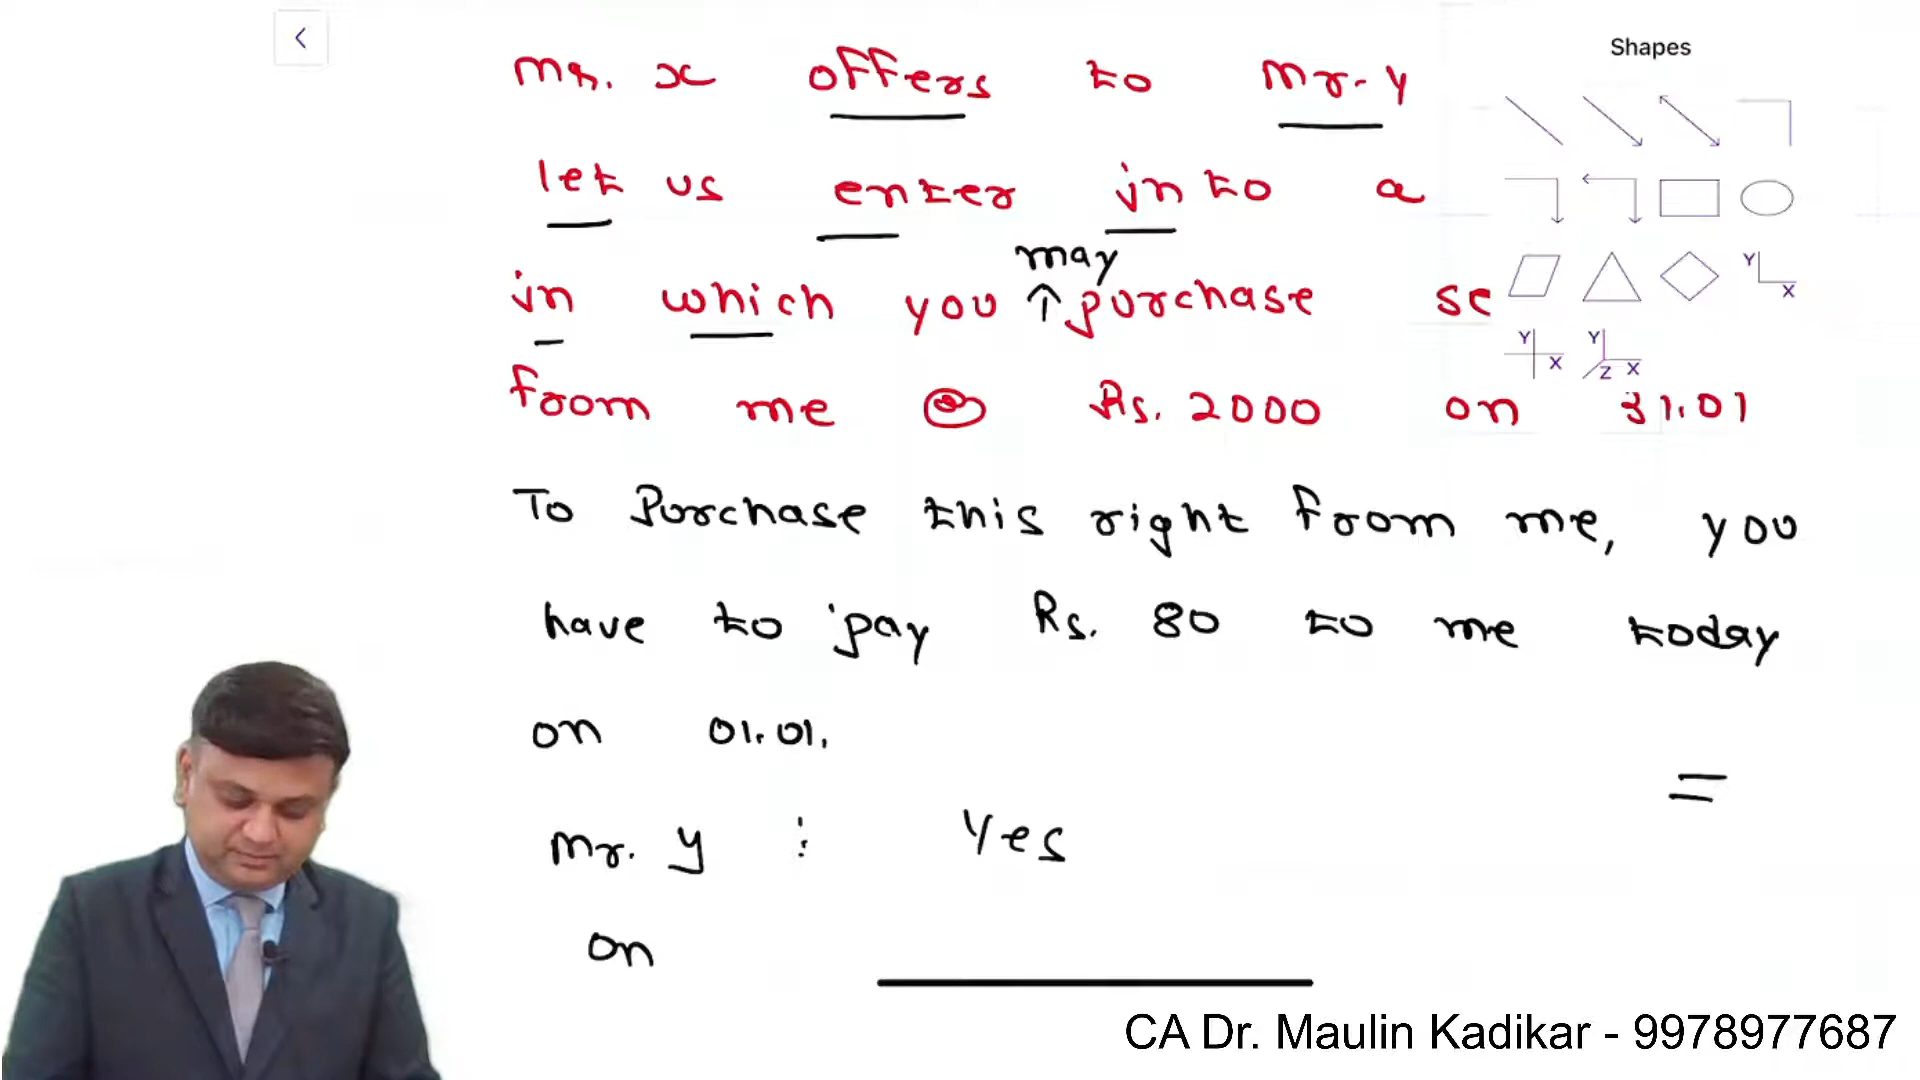 Mr. X offers to Mr. Y
let us enter into a
may
in which you ↑ purchase se
from me @ Rs. 2000 on 31.01
To Purchase this right from me, you
have to pay Rs. 80 to me today
on 01.01.
=
Mr. Y : Yes
on
CA Dr. Maulin Kadikar - 9978977687
<
Shapes
Y X
Y X Y Z X